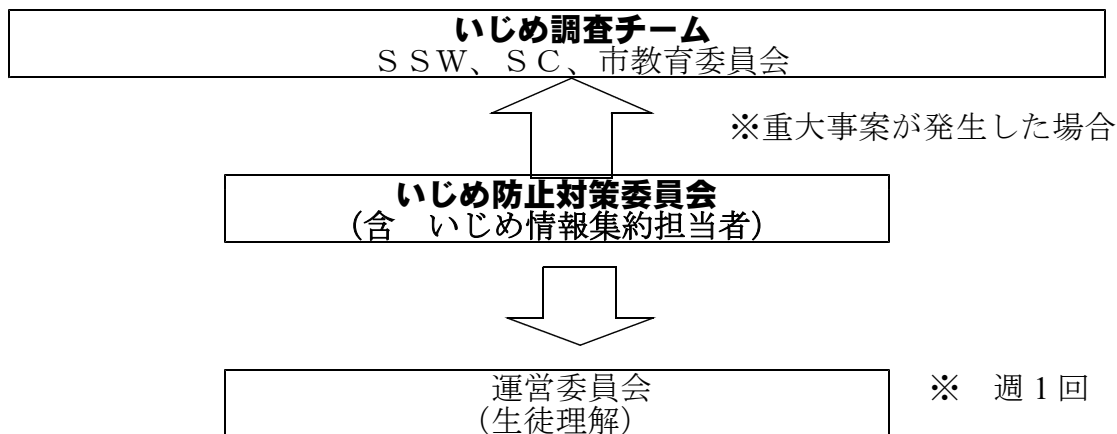 いじめ調査チーム
ＳＳＷ、ＳＣ、市教育委員会
※重大事案が発生した場合
いじめ防止対策委員会
（含　いじめ情報集約担当者）
運営委員会
（生徒理解）
※　週１回